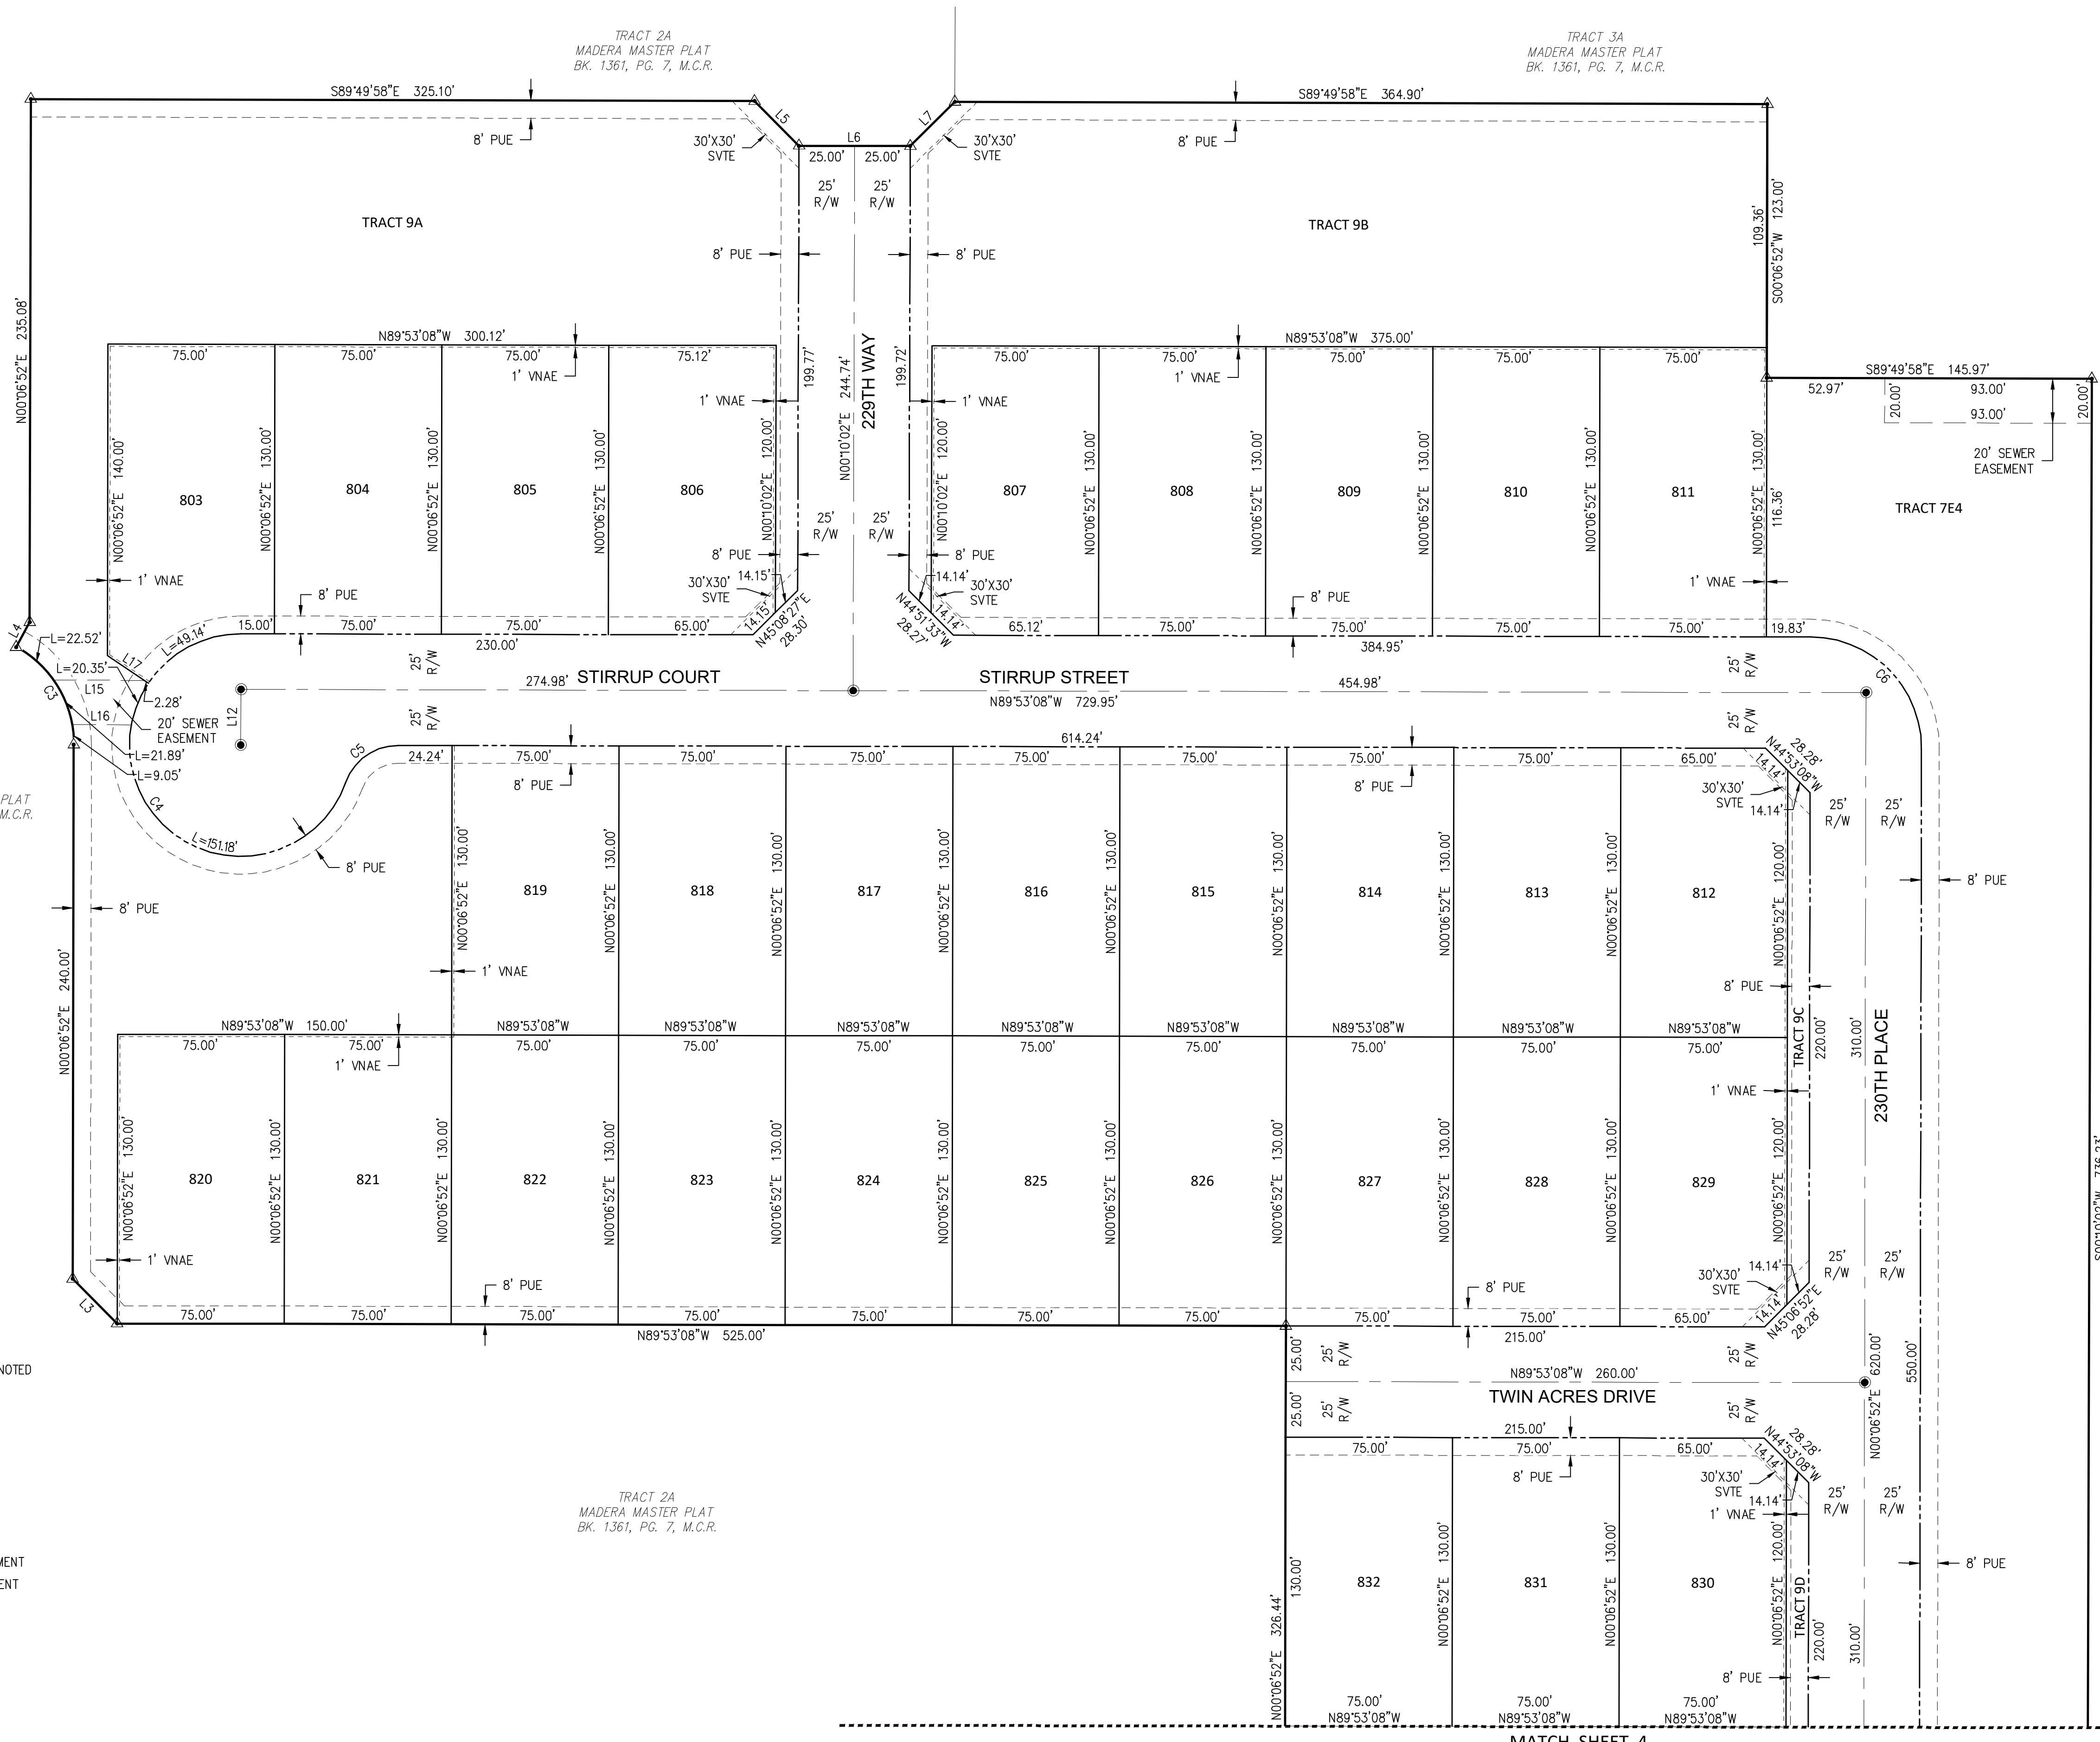 TRACT 2A
MADERA MASTER PLAT
BK. 1361, PG. 7, M.C.R.
TRACT 3A
MADERA MASTER PLAT
BK. 1361, PG. 7, M.C.R.
S89°49'58"E 325.10'
8' PUE
L5
L6
L7
30'X30'
SVTE
25.00'
25.00'
30'X30'
SVTE
S89°49'58"E 364.90'
8' PUE
25'
R/W
25'
R/W
TRACT 9A
TRACT 9B
8' PUE
8' PUE
109.36'
S00°06'52"W 123.00'
N00°06'52"E 235.08'
N89°53'08"W 300.12'
75.00'
75.00'
75.00'
75.12'
1' VNAE
199.77'
N00°10'02"E 244.74'
229TH WAY
199.72'
N89°53'08"W 375.00'
75.00'
75.00'
75.00'
75.00'
75.00'
1' VNAE
1' VNAE
1' VNAE
S89°49'58"E 145.97'
52.97'
20.00'
93.00'
93.00'
20.00'
20' SEWER
EASEMENT
TRACT 7E4
N00°06'52"E 140.00'
803
N00°06'52"E 130.00'
804
N00°06'52"E 130.00'
805
N00°06'52"E 130.00'
806
N00°10'02"E 120.00'
N00°10'02"E 120.00'
807
N00°06'52"E 130.00'
808
N00°06'52"E 130.00'
809
N00°06'52"E 130.00'
810
N00°06'52"E 130.00'
811
N00°06'52"E 130.00'
116.36'
25'
R/W
25'
R/W
8' PUE
8' PUE
1' VNAE
8' PUE
30'X30'
SVTE
14.15'
14.15'
N45°08'27"E
28.30'
14.14'
30'X30'
SVTE
14.14'
N44°51'33"W
28.27'
8' PUE
1' VNAE
L4
L=22.52'
L=49.14'
15.00'
75.00'
75.00'
65.00'
230.00'
65.12'
75.00'
75.00'
75.00'
75.00'
19.83'
384.95'
L17
L=20.35'
L15
C3
2.28'
L16
20' SEWER
EASEMENT
L=21.89'
L=9.05'
L12
25'
R/W
274.98'
STIRRUP COURT
STIRRUP STREET
454.98'
N89°53'08"W 729.95'
25'
R/W
C6
25'
R/W
25'
R/W
C5
24.24'
75.00'
75.00'
75.00'
614.24'
75.00'
75.00'
75.00'
75.00'
65.00'
8' PUE
8' PUE
N44°53'08"W
28.28'
14.14'
30'X30'
SVTE
14.14'
25'
R/W
25'
R/W
PLAT
M.C.R.
C4
L=151.18'
8' PUE
8' PUE
N00°06'52"E 240.00'
N00°06'52"E 130.00'
819
N00°06'52"E 130.00'
818
N00°06'52"E 130.00'
817
N00°06'52"E 130.00'
816
N00°06'52"E 130.00'
815
N00°06'52"E 130.00'
814
N00°06'52"E 130.00'
813
N00°06'52"E 130.00'
812
N00°06'52"E 120.00'
8' PUE
1' VNAE
8' PUE
N89°53'08"W 150.00'
75.00'
75.00'
1' VNAE
N89°53'08"W
75.00'
N89°53'08"W
75.00'
N89°53'08"W
75.00'
N89°53'08"W
75.00'
N89°53'08"W
75.00'
N89°53'08"W
75.00'
N89°53'08"W
75.00'
N89°53'08"W
75.00'
TRACT 9C
220.00'
310.00'
230TH PLACE
1' VNAE
N00°06'52"E 130.00'
820
N00°06'52"E 130.00'
821
N00°06'52"E 130.00'
822
N00°06'52"E 130.00'
823
N00°06'52"E 130.00'
824
N00°06'52"E 130.00'
825
N00°06'52"E 130.00'
826
N00°06'52"E 130.00'
827
N00°06'52"E 130.00'
828
N00°06'52"E 130.00'
829
N00°06'52"E 120.00'
S00°10'02"W 736.23'
1' VNAE
8' PUE
8' PUE
30'X30'
SVTE
14.14'
14.14'
N45°06'52"E
28.28'
25'
R/W
25'
R/W
L3
75.00'
75.00'
75.00'
75.00'
75.00'
75.00'
75.00'
75.00'
75.00'
65.00'
N89°53'08"W 525.00'
215.00'
NOTED
25.00'
25'
R/W
25'
R/W
N89°53'08"W 260.00'
TWIN ACRES DRIVE
25.00'
25'
R/W
25'
R/W
N00°06'52"E 620.00'
550.00'
215.00'
75.00'
75.00'
65.00'
8' PUE
N44°53'08"W
28.28'
14.14'
30'X30'
SVTE
14.14'
1' VNAE
25'
R/W
25'
R/W
TRACT 2A
MADERA MASTER PLAT
BK. 1361, PG. 7, M.C.R.
MENT
ENT
N00°06'52"E 326.44'
130.00'
832
N00°06'52"E 130.00'
831
N00°06'52"E 130.00'
830
N00°06'52"E 120.00'
TRACT 9D
220.00'
310.00'
8' PUE
8' PUE
75.00'
N89°53'08"W
75.00'
N89°53'08"W
75.00'
N89°53'08"W
MATCH SHEET 4